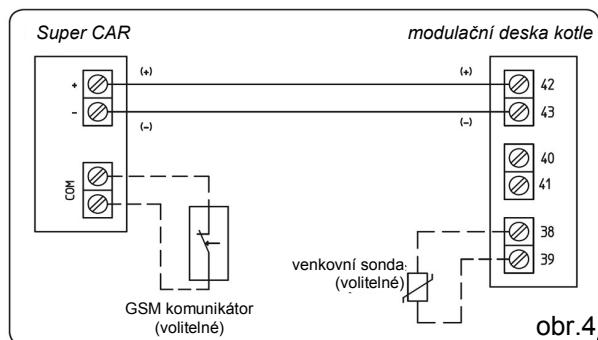 Super CAR
modulační deska kotle
+
(+)
(+)
42
-
(-)
(-)
43
40
41
COM
38
39
venkovní sonda
(volitelné)
GSM komunikátor
(volitelné)
obr.4